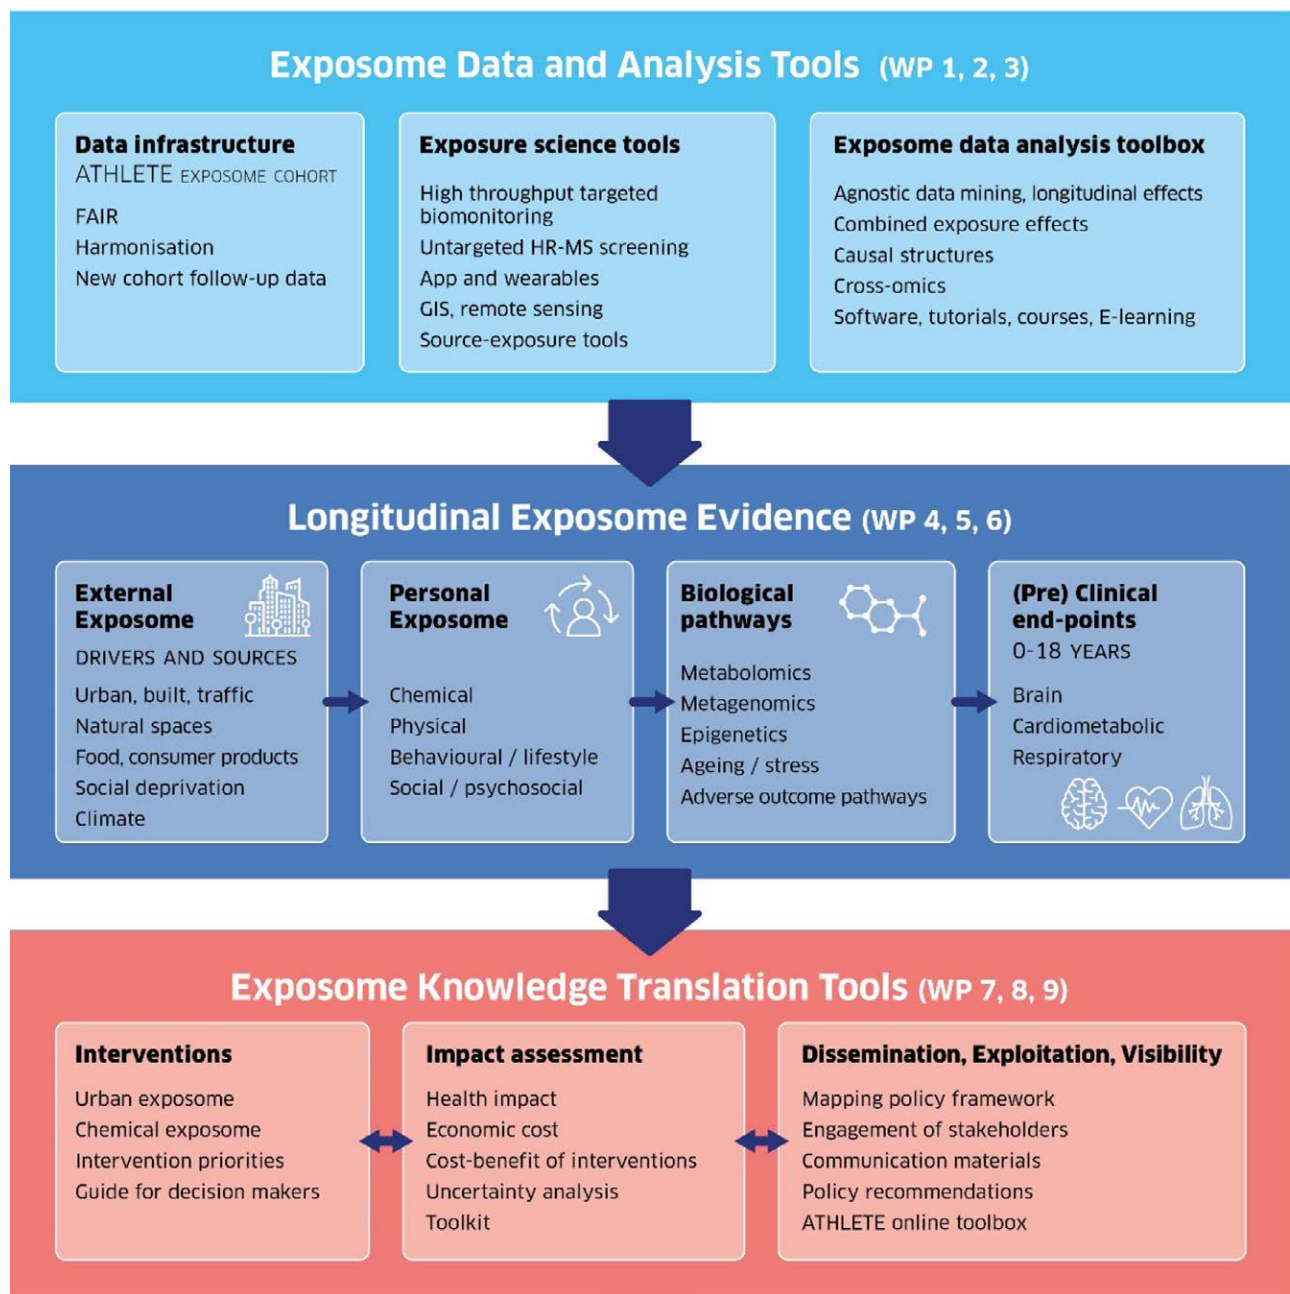 Exposome Data and Analysis Tools (WP 1, 2, 3)
Data infrastructure
ATHLETE EXPOSOME COHORT
FAIR
Harmonisation
New cohort follow-up data
Exposure science tools
High throughput targeted
biomonitoring
Untargeted HR-MS screening
App and wearables
GIS, remote sensing
Source-exposure tools
Exposome data analysis toolbox
Agnostic data mining, longitudinal effects
Combined exposure effects
Causal structures
Cross-omics
Software, tutorials, courses, E-learning
Longitudinal Exposome Evidence (WP 4, 5, 6)
External
Exposome
DRIVERS AND SOURCES
Urban, built, traffic
Natural spaces
Food, consumer products
Social deprivation
Climate
Personal
Exposome
Chemical
Physical
Behavioural / lifestyle
Social / psychosocial
Biological
pathways
Metabolomics
Metagenomics
Epigenetics
Ageing / stress
Adverse outcome pathways
(Pre) Clinical
end-points
0-18 YEARS
Brain
Cardiometabolic
Respiratory
Exposome Knowledge Translation Tools (WP 7, 8, 9)
Interventions
Urban exposome
Chemical exposome
Intervention priorities
Guide for decision makers
Impact assessment
Health impact
Economic cost
Cost-benefit of interventions
Uncertainty analysis
Toolkit
Dissemination, Exploitation, Visibility
Mapping policy framework
Engagement of stakeholders
Communication materials
Policy recommendations
ATHLETE online toolbox